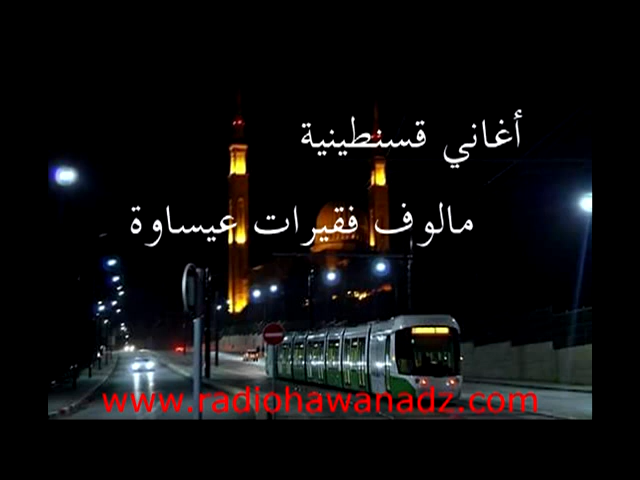 أغاني قسنطينية
مالوف فقيرات عيساوة
www.radiohawanadz.com